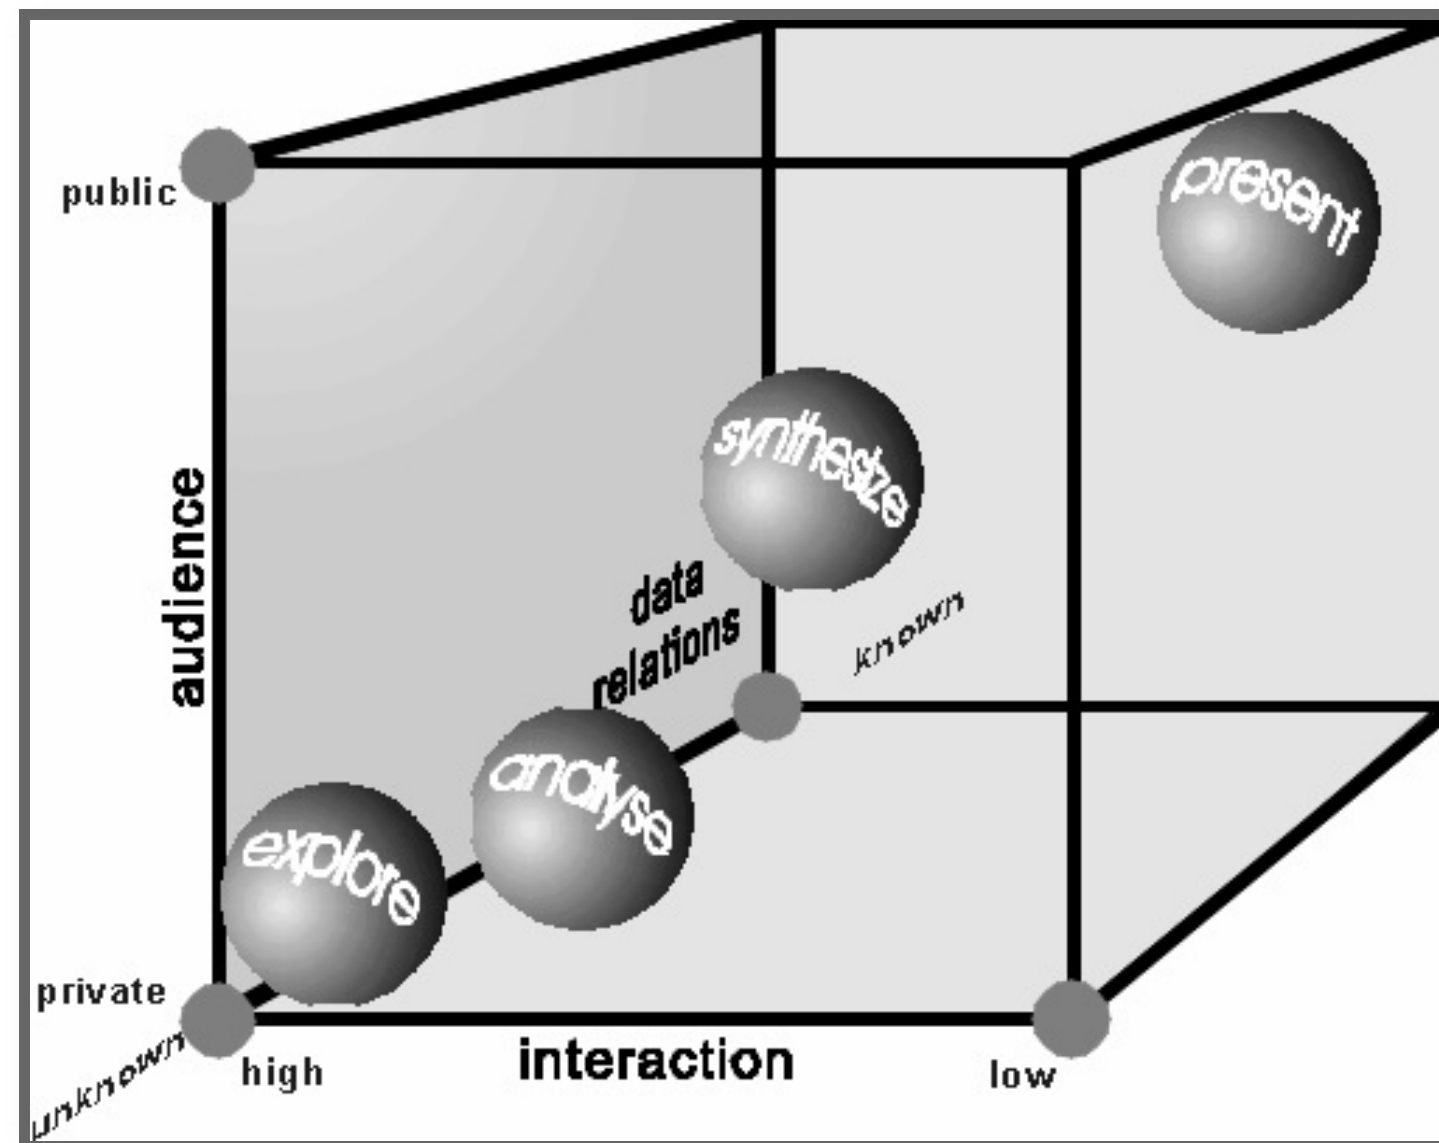 public
present
synthesize
audience
data
relations
known
analyse
explore
private
unknown
high
interaction
low